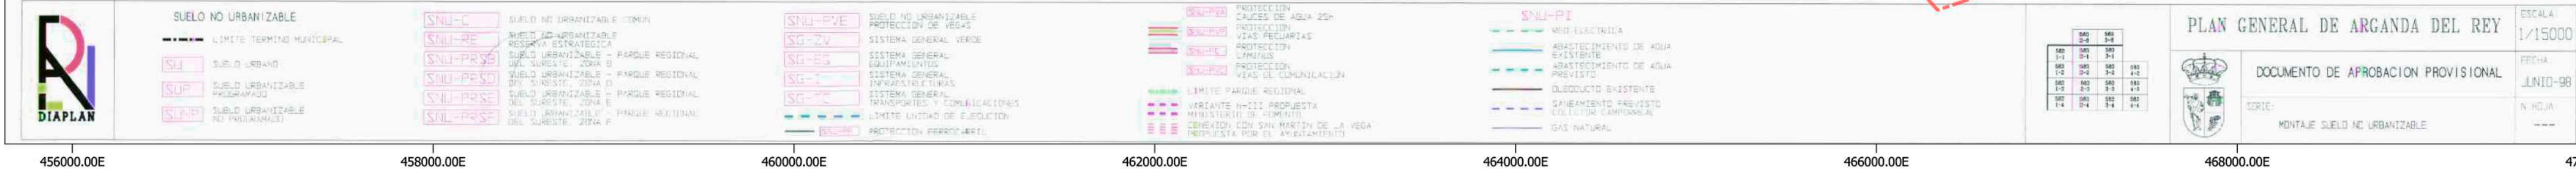 DIAPLAN
SUELO NO URBANIZABLE
LIMITE TERMINO MUNICIPAL
SU SUELO URBANO
SUP SUELO URBANIZABLE
PROGRAMADO
SUNP SUELO URBANIZABLE
NO PROGRAMADO
SNU-C SUELO NO URBANIZABLE COMUN
SNU-RE SUELO NO URBANIZABLE
RESERVA ESTRATEGICA
SNU-PRSB SUELO URBANIZABLE - PARQUE REGIONAL
DEL SURESTE. ZONA B
SNU-PRSD SUELO URBANIZABLE - PARQUE REGIONAL
DEL SURESTE. ZONA D
SNU-PRSE SUELO URBANIZABLE - PARQUE REGIONAL
DEL SURESTE. ZONA E
SNU-PRSF SUELO URBANIZABLE - PARQUE REGIONAL
DEL SURESTE. ZONA F
SNU-PVE SUELO NO URBANIZABLE
PROTECCION DE VEGAS
SG-ZV SISTEMA GENERAL VERDE
SG-EG SISTEMA GENERAL
EQUIPAMIENTOS
SG-I SISTEMA GENERAL
INFRAESTRUCTURAS
SG-TC SISTEMA GENERAL
TRANSPORTES Y COMUNICACIONES
LIMITE UNIDAD DE EJECUCION
PROTECCION FERROCARRIL
PROTECCION
CAUCES DE AGUA 25m
PROTECCION
VIAS PECUARIAS
PROTECCION
CAMINOS
PROTECCION
VIAS DE COMUNICACION
LIMITE PARQUE REGIONAL
VARIANTE N-III PROPUESTA
MINISTERIO DE FOMENTO
CONEXION CON SAN MARTIN DE LA VEGA
PROPUESTA POR EL AYUNTAMIENTO
SNU-PI
RED ELECTRICA
ABASTECIMIENTO DE AGUA
EXISTENTE
ABASTECIMIENTO DE AGUA
PREVISTO
OLEODUCTO EXISTENTE
SANEAMIENTO PREVISTO
COLECTOR CAMPORREAL
GAS NATURAL
PLAN GENERAL DE ARGANDA DEL REY
DOCUMENTO DE APROBACION PROVISIONAL
SERIE:
MONTAJE SUELO NO URBANIZABLE
ESCALA
1/15000
FECHA
JUNIO-98
N HOJA
---
456000.00E 458000.00E 460000.00E 462000.00E 464000.00E 466000.00E 468000.00E 47